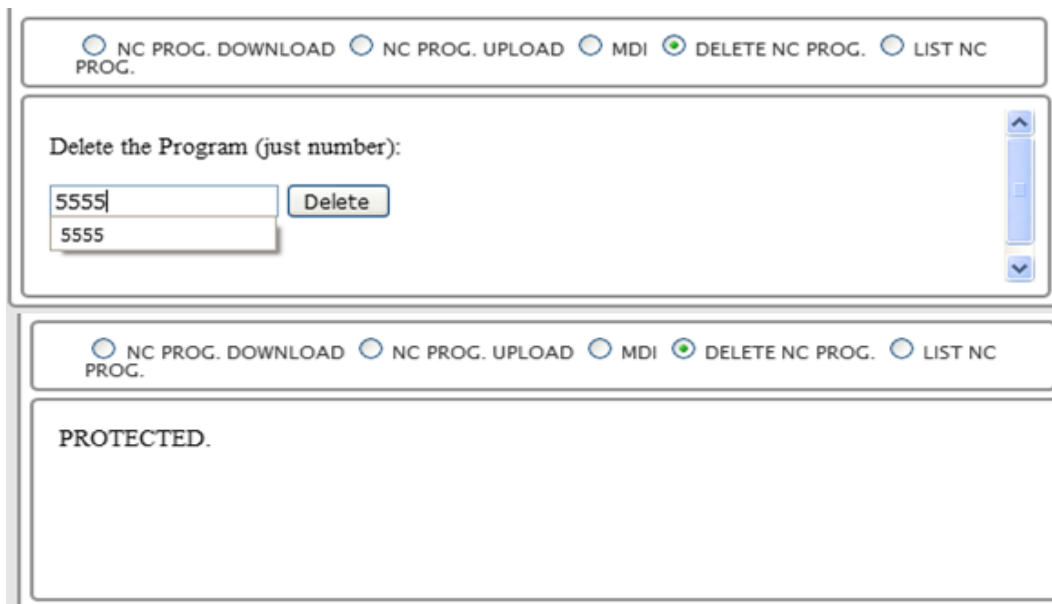 NC PROG. DOWNLOAD NC PROG. UPLOAD MDI DELETE NC PROG. LIST NC
PROG.
Delete the Program (just number):
5555 Delete
5555
NC PROG. DOWNLOAD NC PROG. UPLOAD MDI DELETE NC PROG. LIST NC
PROG.
PROTECTED.